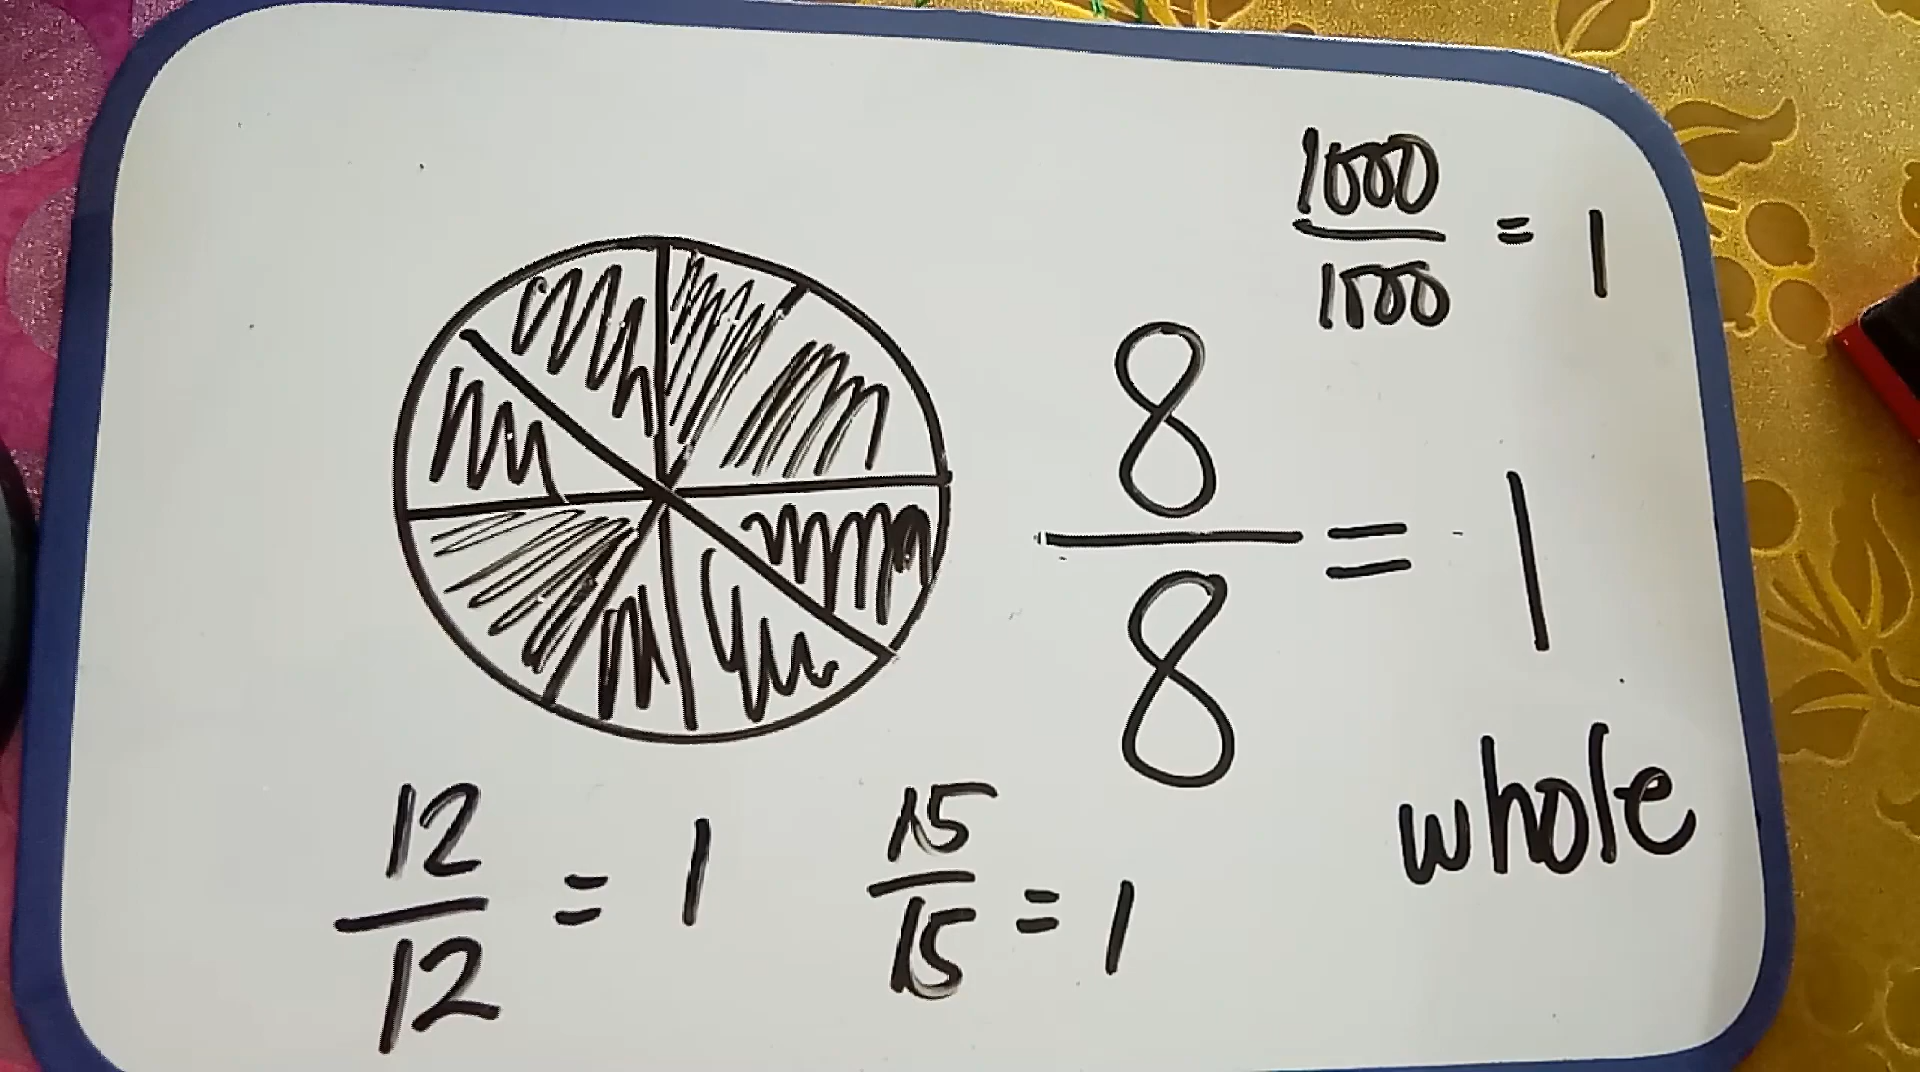 1000/1000 = 1
8/8 = 1
whole
12/12 = 1
15/15 = 1